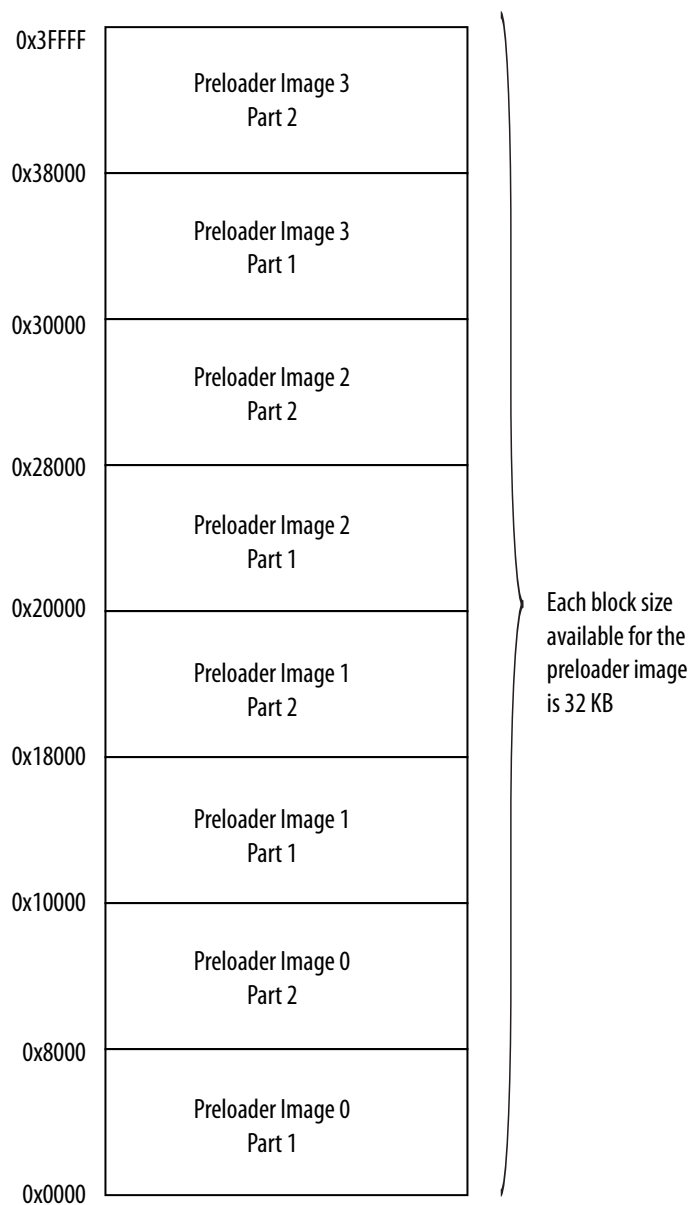 0x3FFFF
Preloader Image 3
Part 2
0x38000
Preloader Image 3
Part 1
0x30000
Preloader Image 2
Part 2
0x28000
Preloader Image 2
Part 1
0x20000
Each block size
available for the
preloader image
is 32 KB
Preloader Image 1
Part 2
0x18000
Preloader Image 1
Part 1
0x10000
Preloader Image 0
Part 2
0x8000
Preloader Image 0
Part 1
0x0000